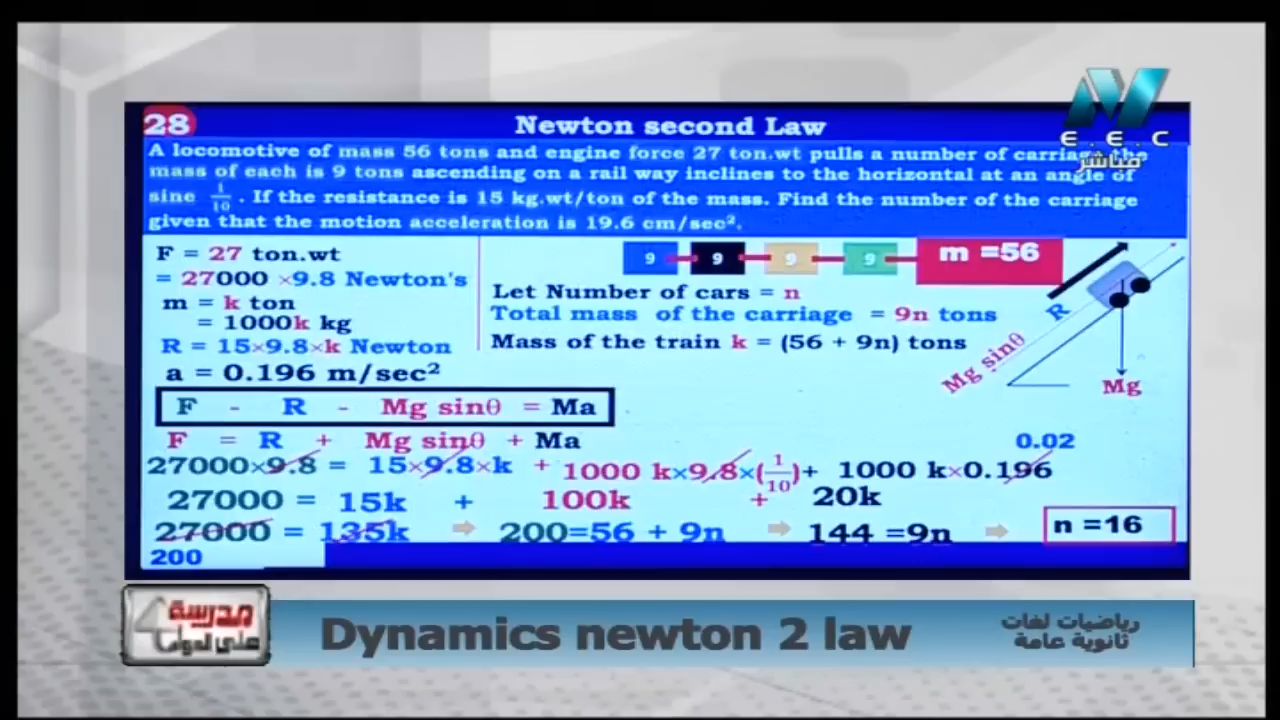 28
Newton second Law
E.E.C
مباشر
A locomotive of mass 56 tons and engine force 27 ton.wt pulls a number of carriag the
mass of each is 9 tons ascending on a rail way inclines to the horizontal at an angle of
sine 1/10 . If the resistance is 15 kg.wt/ton of the mass. Find the number of the carriage
given that the motion acceleration is 19.6 cm/sec².
F = 27 ton.wt
= 27000 ×9.8 Newton's
m = k ton
= 1000k kg
R = 15×9.8×k Newton
a = 0.196 m/sec²
9 9 9 9 m =56
Let Number of cars = n
Total mass of the carriage = 9n tons
Mass of the train k = (56 + 9n) tons
R
Mg sinθ
Mg
F - R - Mg sinθ = Ma
F = R + Mg sinθ + Ma
0.02
27000×9.8 = 15×9.8×k + 1000 k×9.8×(1/10)+ 1000 k×0.196
27000 = 15k + 100k + 20k
27000 = 135k 200=56 + 9n 144 =9n n =16
200
مدرسة
على الهواء
Dynamics newton 2 law
رياضيات لغات
ثانوية عامة